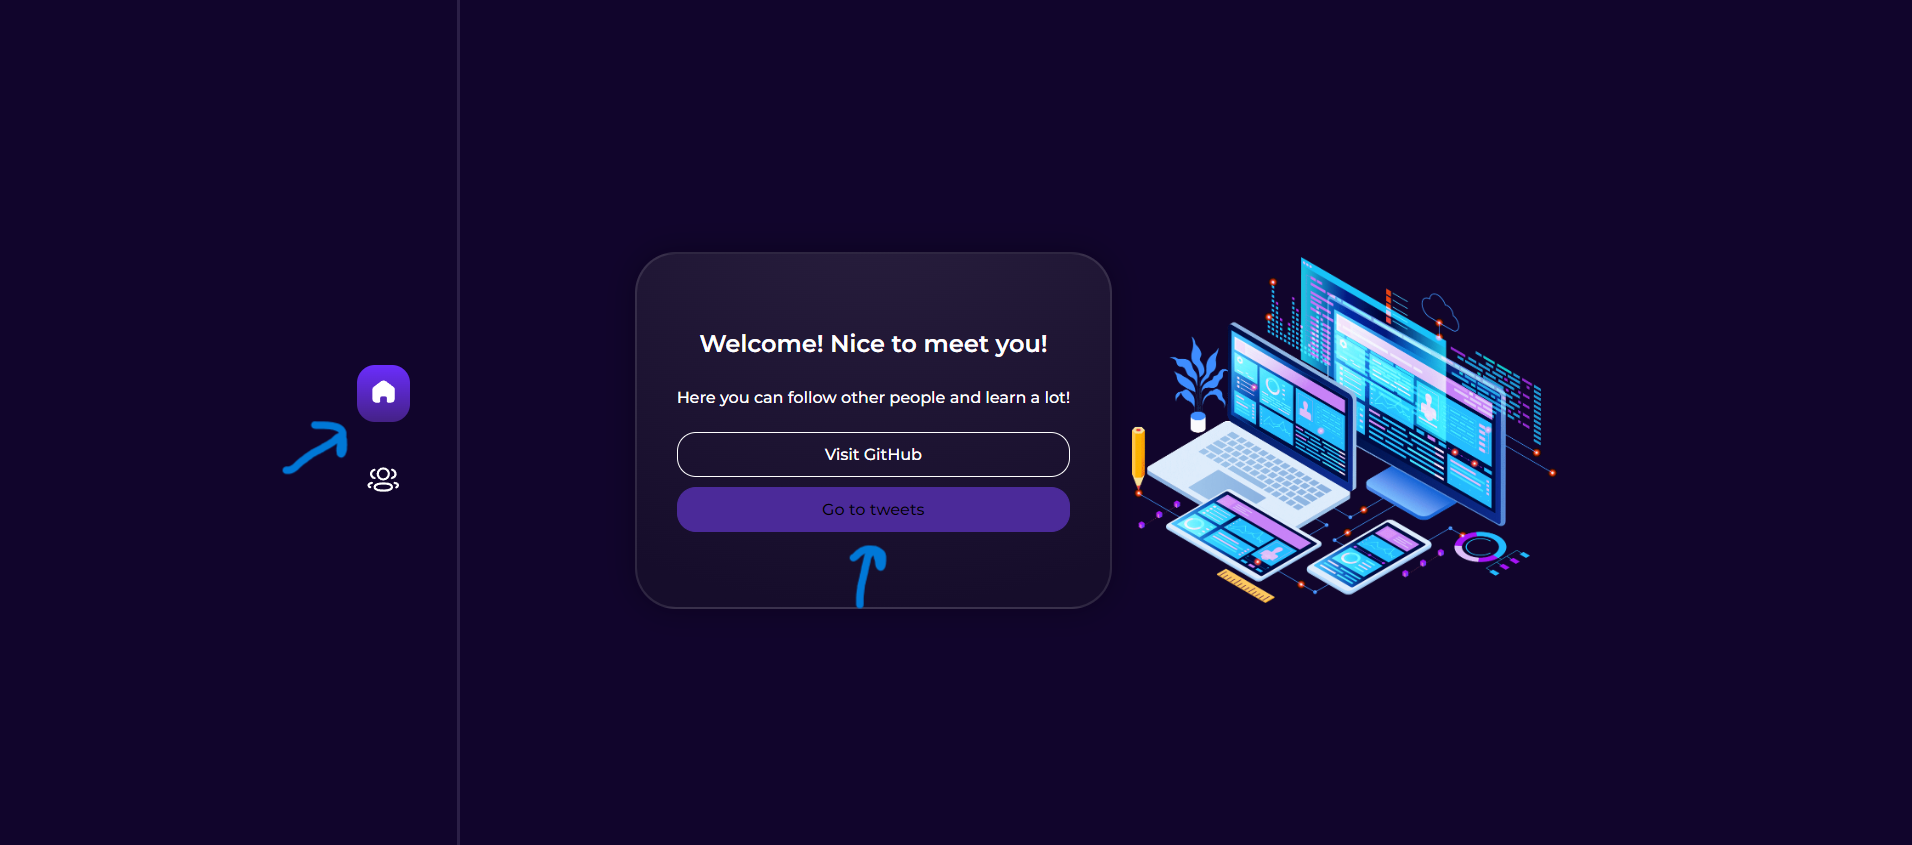 Welcome! Nice to meet you!
Here you can follow other people and learn a lot!
Visit GitHub
Go to tweets